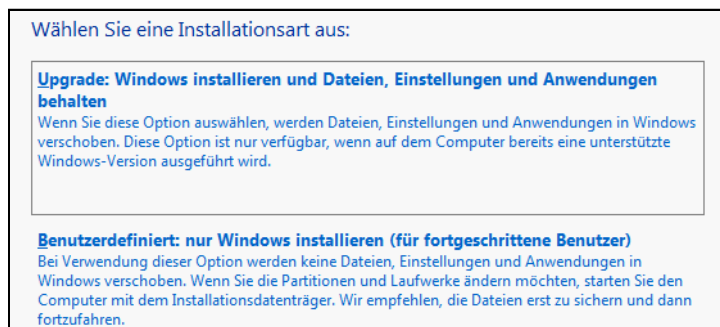 Wählen Sie eine Installationsart aus:
Upgrade: Windows installieren und Dateien, Einstellungen und Anwendungen
behalten
Wenn Sie diese Option auswählen, werden Dateien, Einstellungen und Anwendungen in Windows
verschoben. Diese Option ist nur verfügbar, wenn auf dem Computer bereits eine unterstützte
Windows-Version ausgeführt wird.
Benutzerdefiniert: nur Windows installieren (für fortgeschrittene Benutzer)
Bei Verwendung dieser Option werden keine Dateien, Einstellungen und Anwendungen in
Windows verschoben. Wenn Sie die Partitionen und Laufwerke ändern möchten, starten Sie den
Computer mit dem Installationsdatenträger. Wir empfehlen, die Dateien erst zu sichern und dann
fortzufahren.